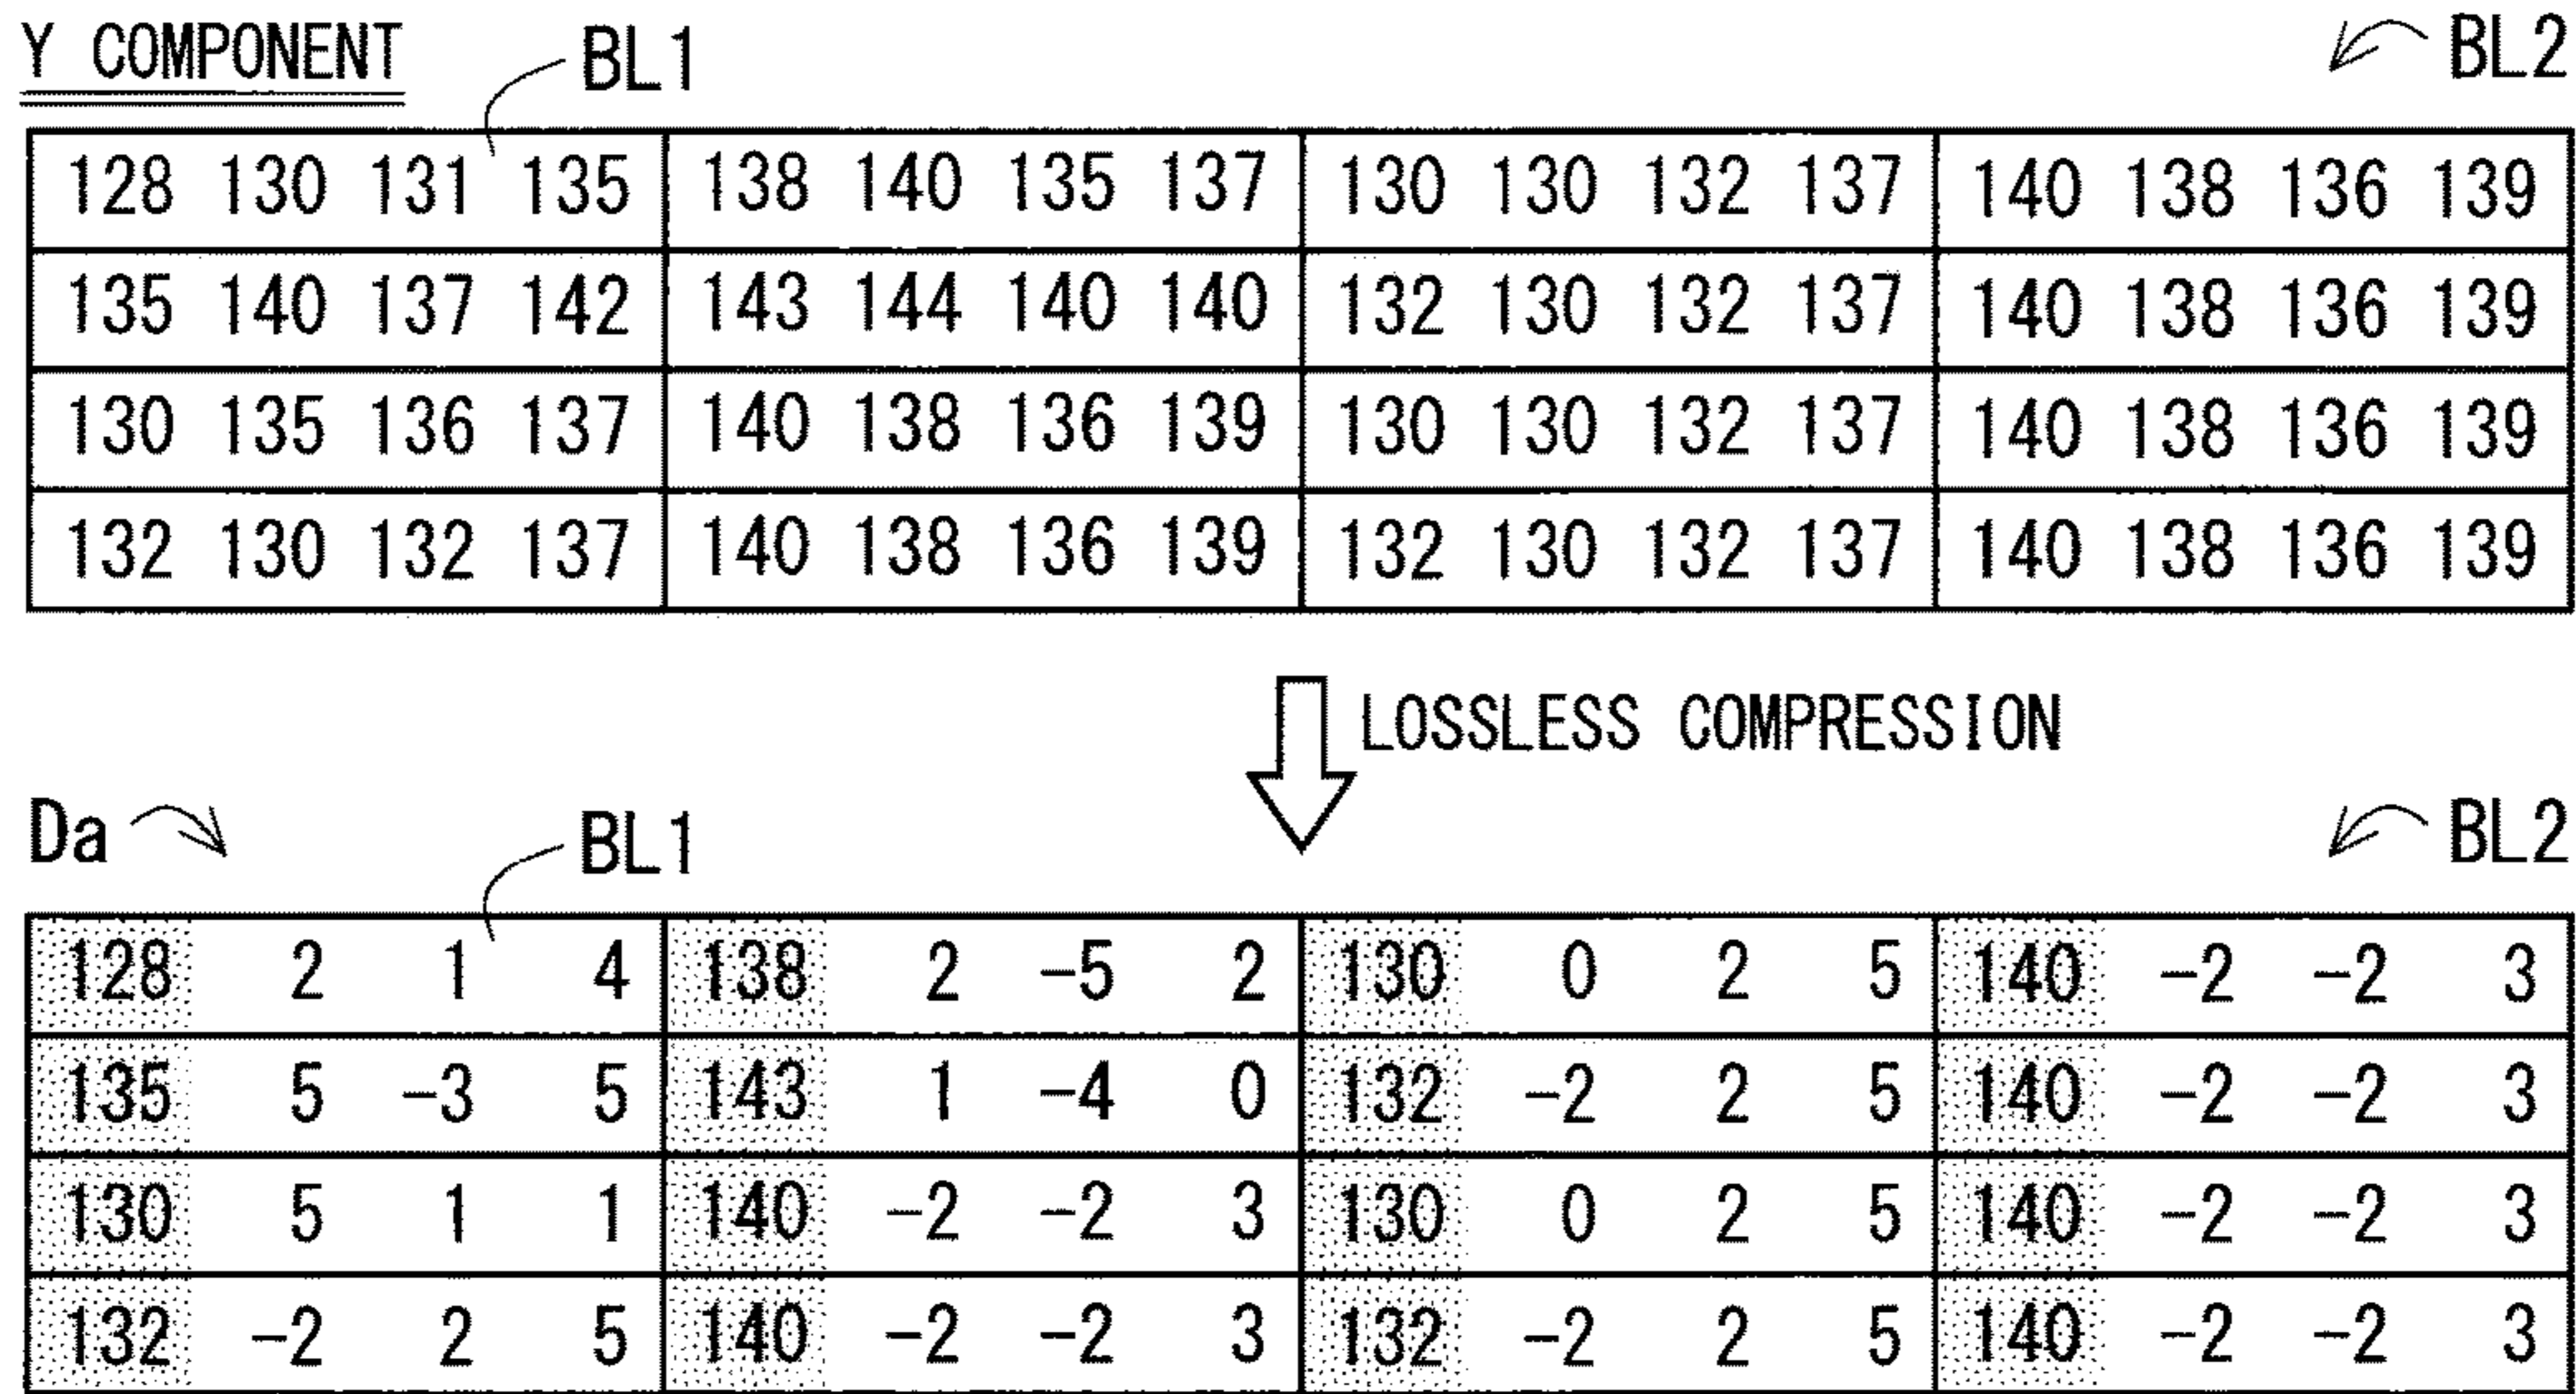 Y COMPONENT BL1 BL2
128 130 131 135 138 140 135 137 130 130 132 137 140 138 136 139
135 140 137 142 143 144 140 140 132 130 132 137 140 138 136 139
130 135 136 137 140 138 136 139 130 130 132 137 140 138 136 139
132 130 132 137 140 138 136 139 132 130 132 137 140 138 136 139
LOSSLESS COMPRESSION
Da BL1 BL2
128 2 1 4 138 2 -5 2 130 0 2 5 140 -2 -2 3
135 5 -3 5 143 1 -4 0 132 -2 2 5 140 -2 -2 3
130 5 1 1 140 -2 -2 3 130 0 2 5 140 -2 -2 3
132 -2 2 5 140 -2 -2 3 132 -2 2 5 140 -2 -2 3